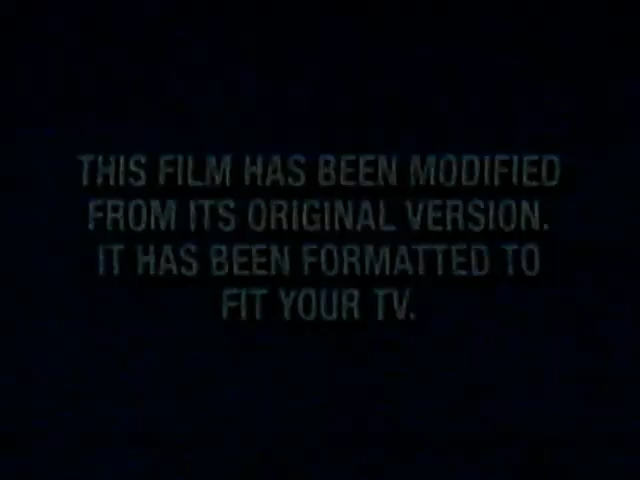 THIS FILM HAS BEEN MODIFIED
FROM ITS ORIGINAL VERSION.
IT HAS BEEN FORMATTED TO
FIT YOUR TV.